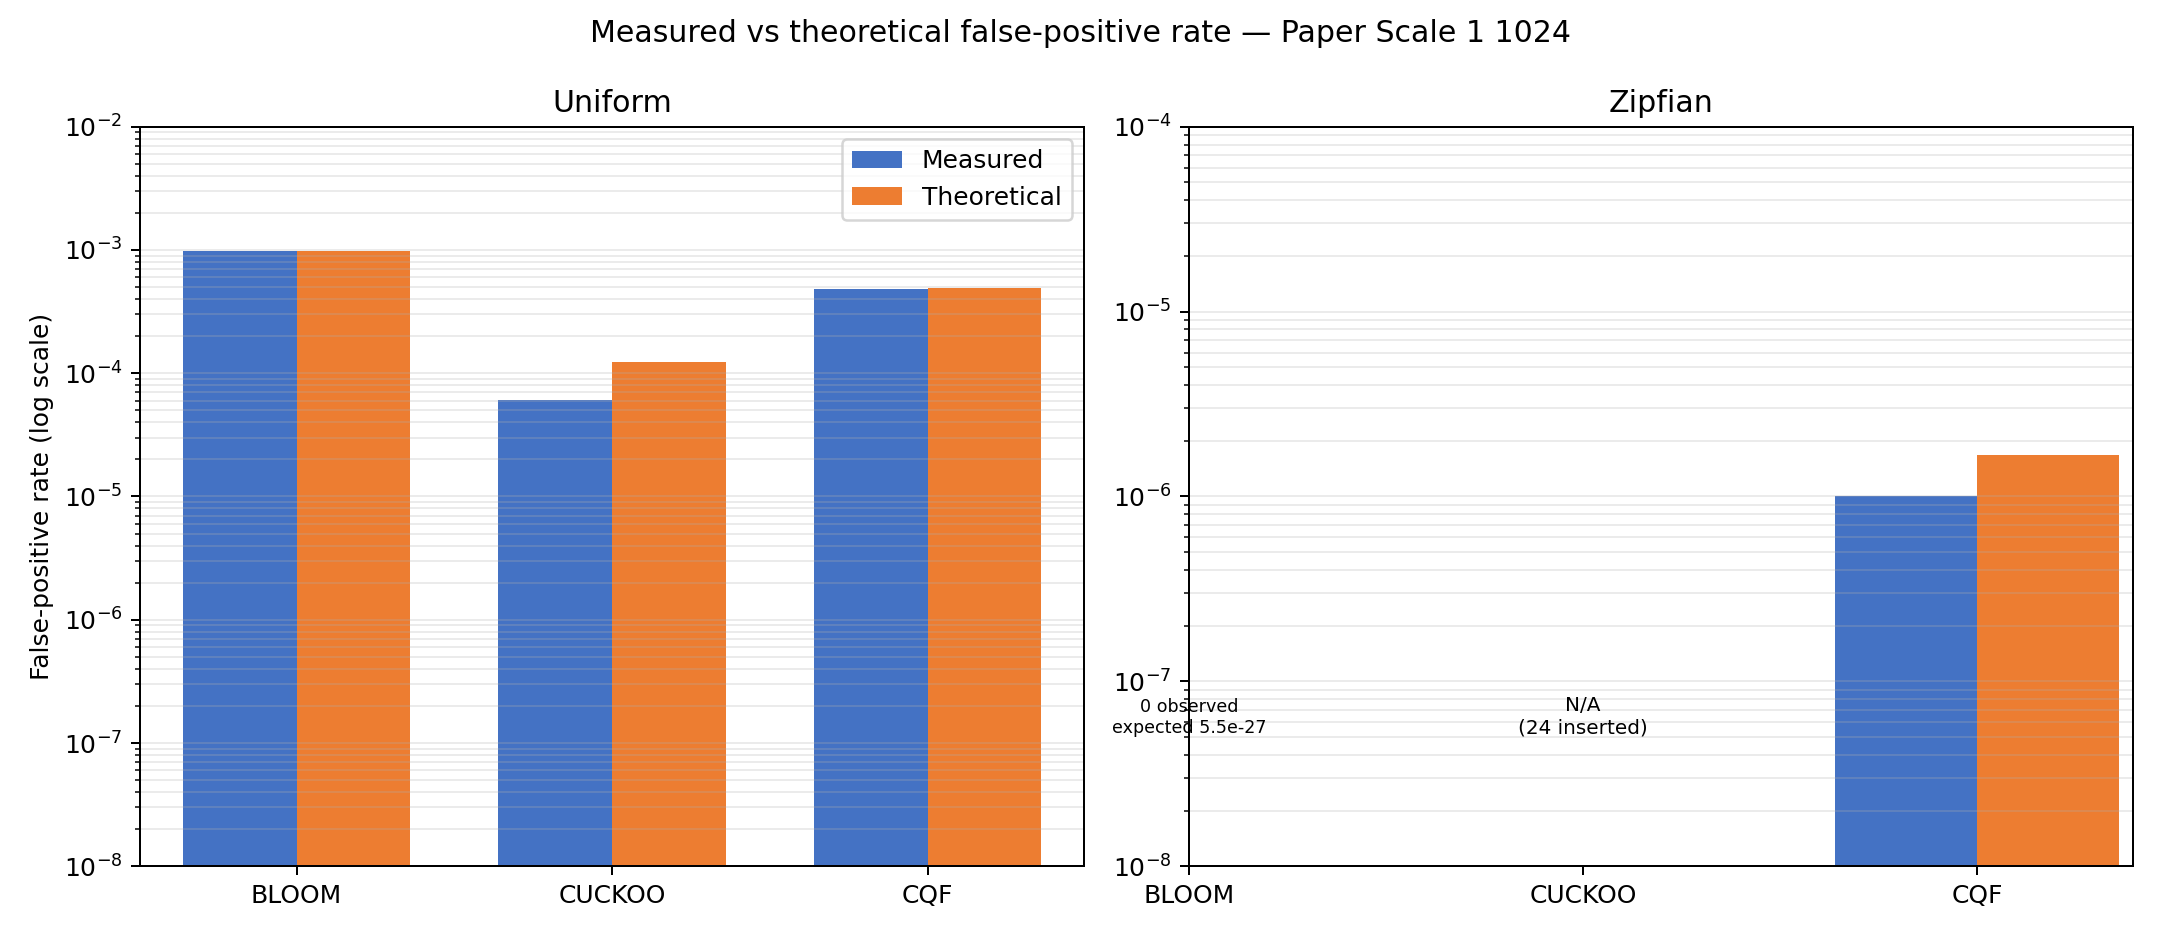 Measured vs theoretical false-positive rate — Paper Scale 1 1024
Uniform
False-positive rate (log scale)
10⁻²
10⁻³
10⁻⁴
10⁻⁵
10⁻⁶
10⁻⁷
10⁻⁸
Measured
Theoretical
BLOOM CUCKOO CQF
Zipfian
10⁻⁴
10⁻⁵
10⁻⁶
10⁻⁷
10⁻⁸
0 observed
expected 5.5e-27
N/A
(24 inserted)
BLOOM CUCKOO CQF